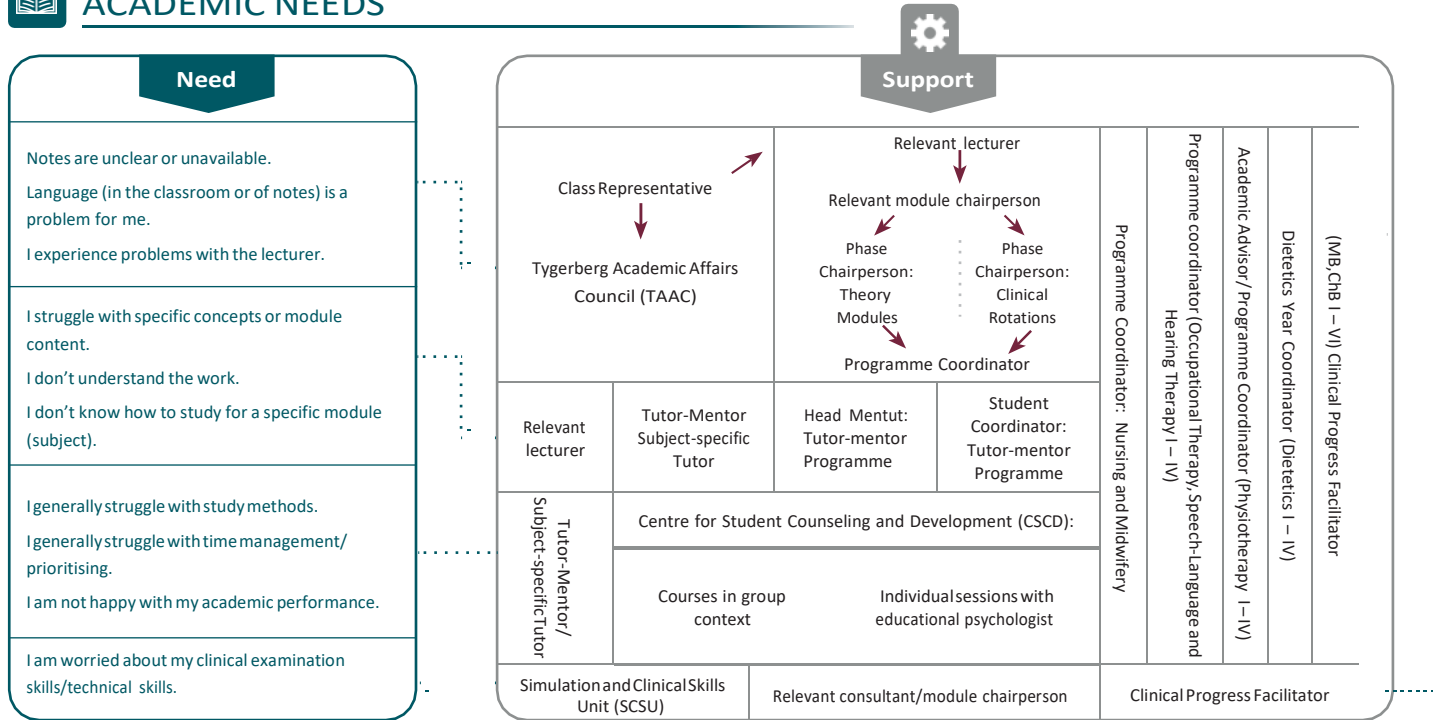 ACADEMIC NEEDS
Need
Notes are unclear or unavailable.
Language (in the classroom or of notes) is a
problem for me.
I experience problems with the lecturer.
I struggle with specific concepts or module
content.
I don't understand the work.
I don't know how to study for a specific module
(subject).
I generally struggle with study methods.
I generally struggle with time management/
prioritising.
I am not happy with my academic performance.
I am worried about my clinical examination
skills/technical skills.
Support
Class Representative
Tygerberg Academic Affairs
Council (TAAC)
Relevant lecturer
Relevant module chairperson
Phase
Chairperson:
Theory
Modules
Phase
Chairperson:
Clinical
Rotations
Programme Coordinator
Relevant
lecturer
Tutor-Mentor
Subject-specific
Tutor
Head Mentut:
Tutor-mentor
Programme
Student
Coordinator:
Tutor-mentor
Programme
Tutor-Mentor/
Subject-specific Tutor
Centre for Student Counseling and Development (CSCD):
Courses in group
context
Individual sessions with
educational psychologist
Programme Coordinator: Nursing and Midwifery
Programme coordinator (Occupational Therapy, Speech-Language and
Hearing Therapy I – IV)
Academic Advisor/ Programme Coordinator (Physiotherapy I – IV)
Dietetics Year Coordinator (Dietetics I – IV)
(MB,ChB I – VI) Clinical Progress Facilitator
Simulation and Clinical Skills
Unit (SCSU)
Relevant consultant/module chairperson
Clinical Progress Facilitator